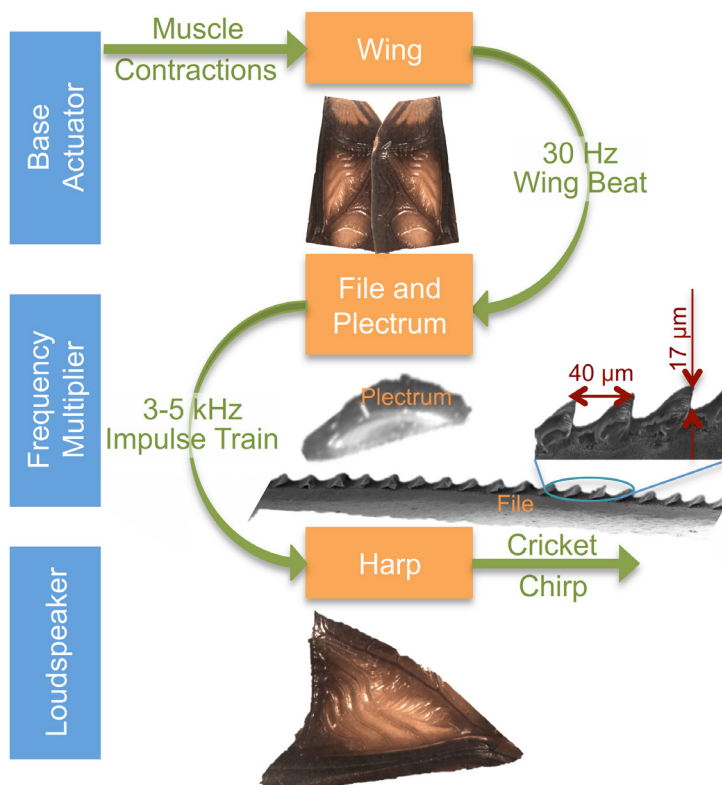 Base
Actuator
Muscle
Contractions
Wing
30 Hz
Wing Beat
Frequency
Multiplier
File and
Plectrum
3-5 kHz
Impulse Train
Plectrum
40 µm
17 µm
File
Loudspeaker
Harp
Cricket
Chirp